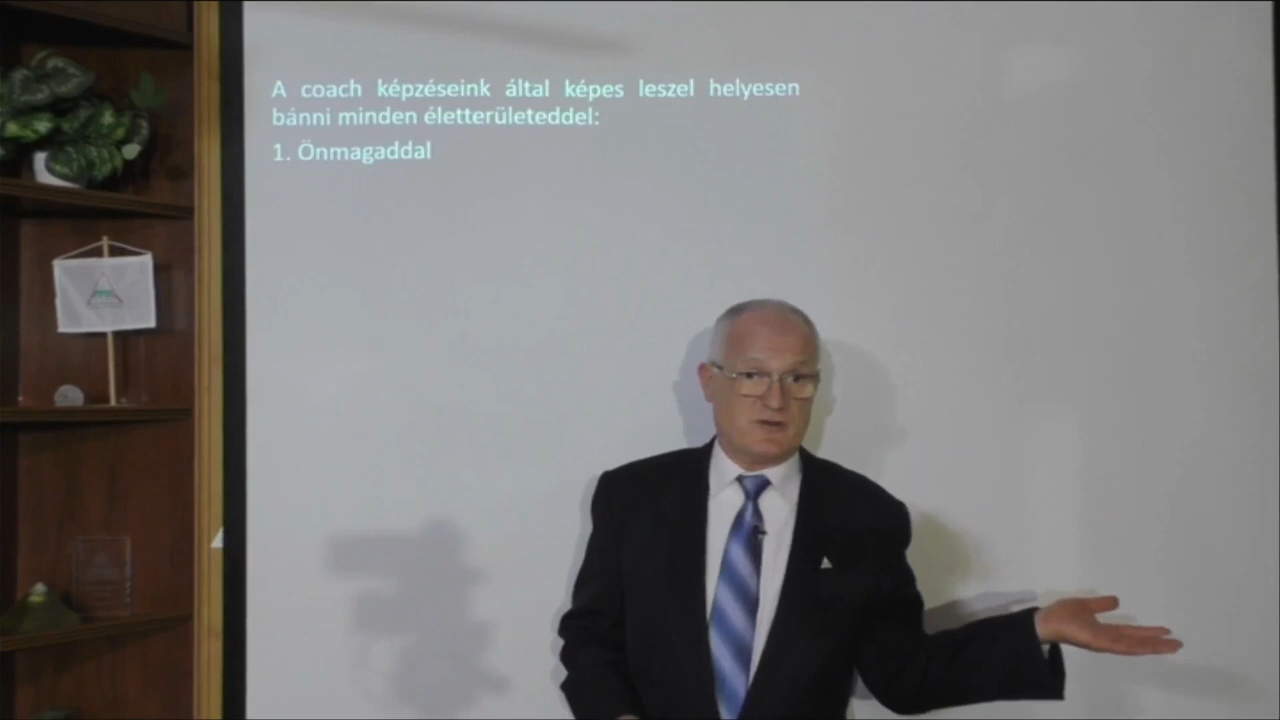 A coach képzéseink által képes leszel helyesen
bánni minden életterületeddel:
1. Önmagaddal